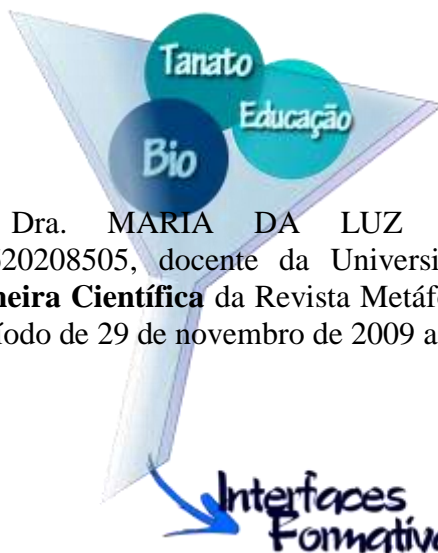 Tanato
Educação
Bio
Dra. MARIA DA LUZ
20208505, docente da Universi
neira Científica da Revista Metáfo
íodo de 29 de novembro de 2009 a
Interfaces
Formativa